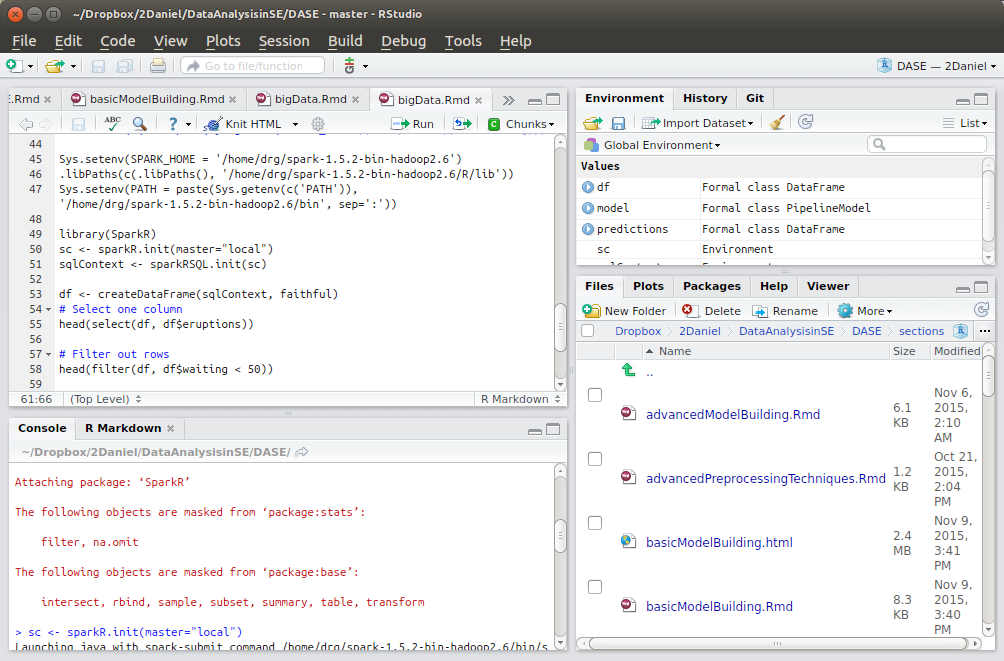 ~/Dropbox/2Daniel/DataAnalysisinSE/DASE - master - RStudio
File Edit Code View Plots Session Build Debug Tools Help
Go to file/function
DASE — 2Daniel
E.Rmd basicModelBuilding.Rmd bigData.Rmd bigData.Rmd
ABC ? Knit HTML Run C Chunks
44
45 Sys.setenv(SPARK_HOME = '/home/drg/spark-1.5.2-bin-hadoop2.6')
46 .libPaths(c(.libPaths(), '/home/drg/spark-1.5.2-bin-hadoop2.6/R/lib'))
47 Sys.setenv(PATH = paste(Sys.getenv(c('PATH')),
'/home/drg/spark-1.5.2-bin-hadoop2.6/bin', sep=':'))
48
49 library(SparkR)
50 sc <- sparkR.init(master="local")
51 sqlContext <- sparkRSQL.init(sc)
52
53 df <- createDataFrame(sqlContext, faithful)
54 # Select one column
55 head(select(df, df$eruptions))
56
57 # Filter out rows
58 head(filter(df, df$waiting < 50))
59
61:66 (Top Level) R Markdown
Console R Markdown
~/Dropbox/2Daniel/DataAnalysisinSE/DASE/
Attaching package: ‘SparkR’
The following objects are masked from ‘package:stats’:
filter, na.omit
The following objects are masked from ‘package:base’:
intersect, rbind, sample, subset, summary, table, transform
> sc <- sparkR.init(master="local")
Launching java with spark-submit command /home/drg/spark-1.5.2-bin-hadoop2.6/bin/s
Environment History Git
Import Dataset List
Global Environment
Values
df Formal class DataFrame
model Formal class PipelineModel
predictions Formal class DataFrame
sc Environment
sqlContext Environment
Files Plots Packages Help Viewer
New Folder Delete Rename More
Dropbox 2Daniel DataAnalysisinSE DASE sections ...
Name Size Modified
..
advancedModelBuilding.Rmd 6.1 KB Nov 6, 2015, 2:10 AM
advancedPreprocessingTechniques.Rmd 1.2 KB Oct 21, 2015, 2:04 PM
basicModelBuilding.html 2.4 MB Nov 9, 2015, 3:41 PM
basicModelBuilding.Rmd 8.3 KB Nov 9, 2015, 3:40 PM